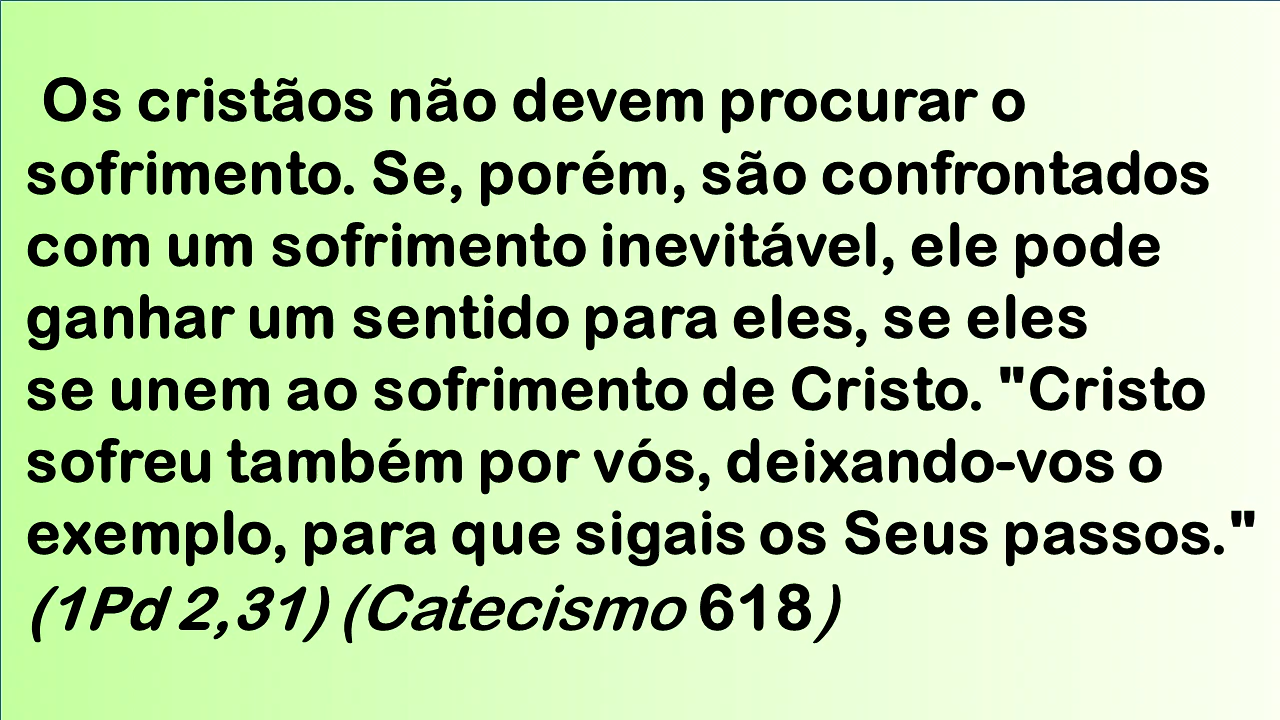 Os cristãos não devem procurar o
sofrimento. Se, porém, são confrontados
com um sofrimento inevitável, ele pode
ganhar um sentido para eles, se eles
se unem ao sofrimento de Cristo. "Cristo
sofreu também por vós, deixando-vos o
exemplo, para que sigais os Seus passos."
(1Pd 2,31) (Catecismo 618)